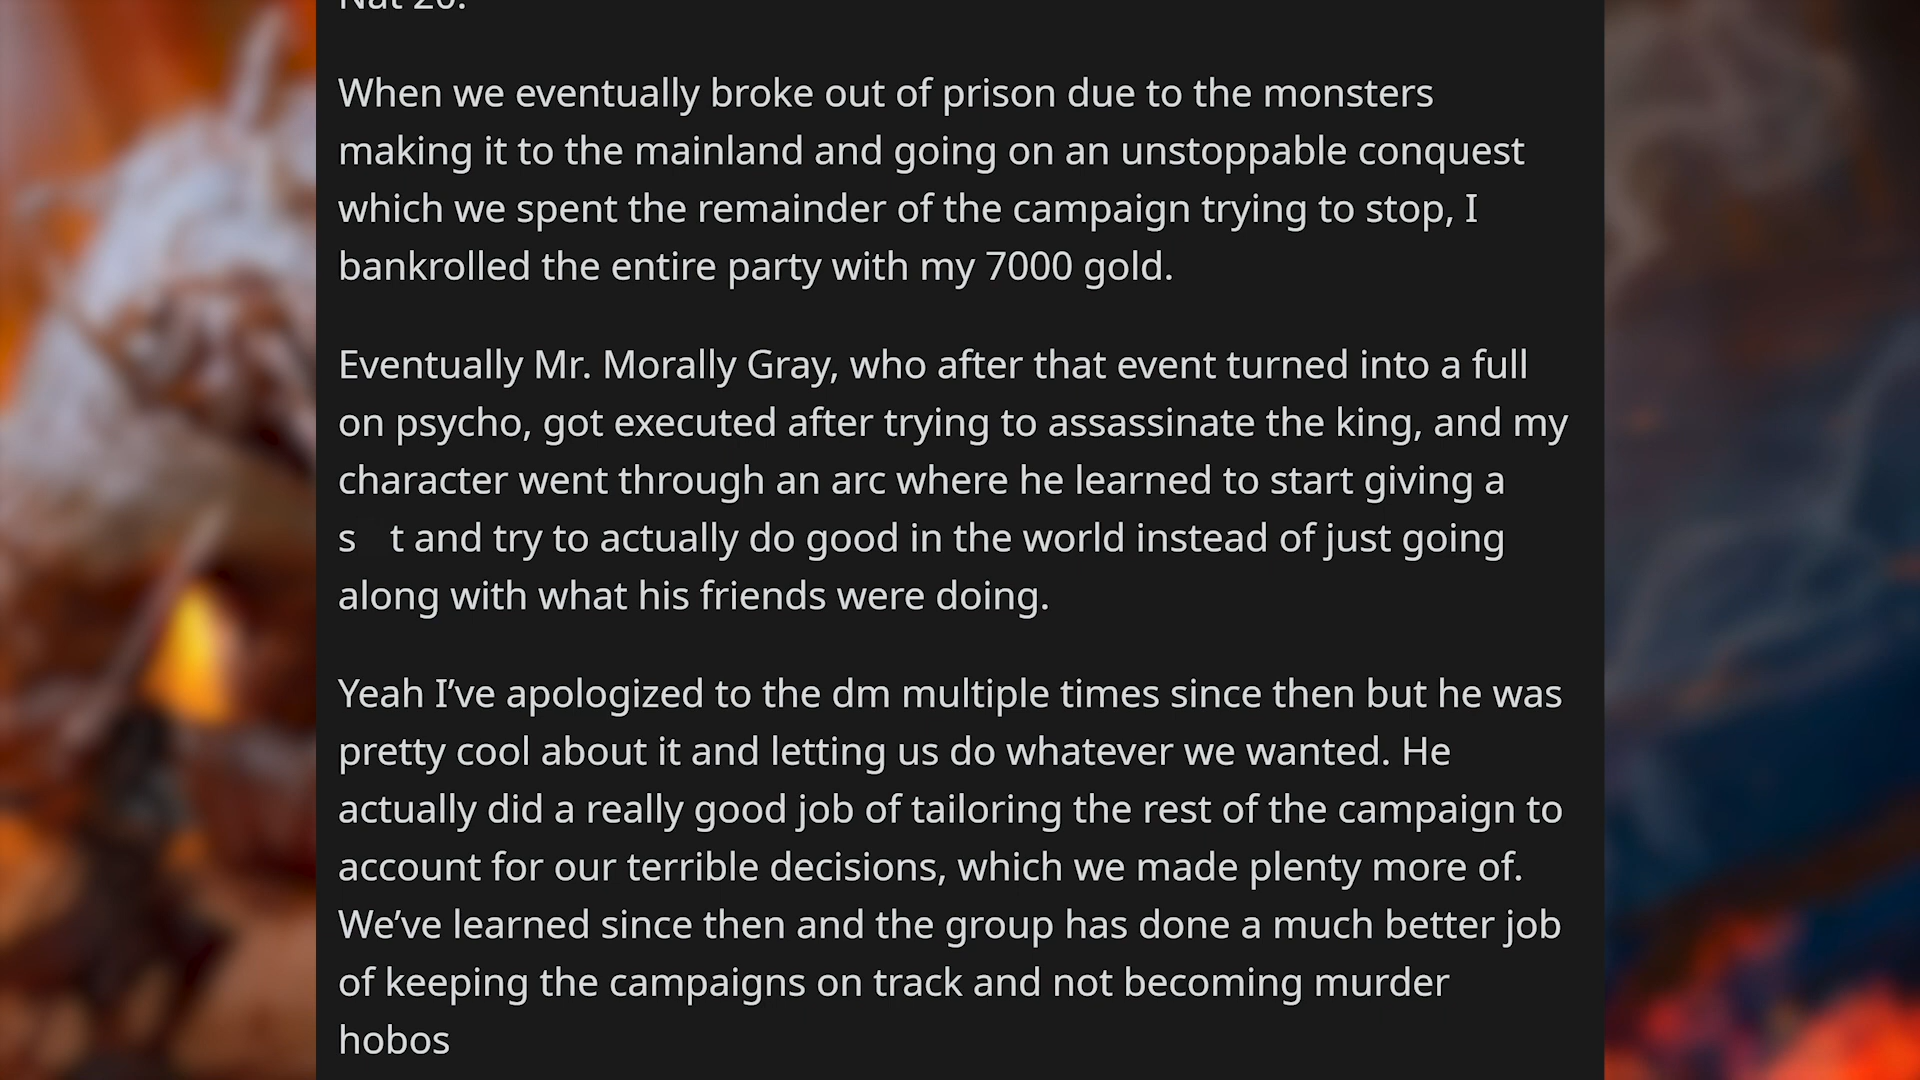 Nat 20.
When we eventually broke out of prison due to the monsters
making it to the mainland and going on an unstoppable conquest
which we spent the remainder of the campaign trying to stop, I
bankrolled the entire party with my 7000 gold.
Eventually Mr. Morally Gray, who after that event turned into a full
on psycho, got executed after trying to assassinate the king, and my
character went through an arc where he learned to start giving a
s t and try to actually do good in the world instead of just going
along with what his friends were doing.
Yeah I’ve apologized to the dm multiple times since then but he was
pretty cool about it and letting us do whatever we wanted. He
actually did a really good job of tailoring the rest of the campaign to
account for our terrible decisions, which we made plenty more of.
We’ve learned since then and the group has done a much better job
of keeping the campaigns on track and not becoming murder
hobos